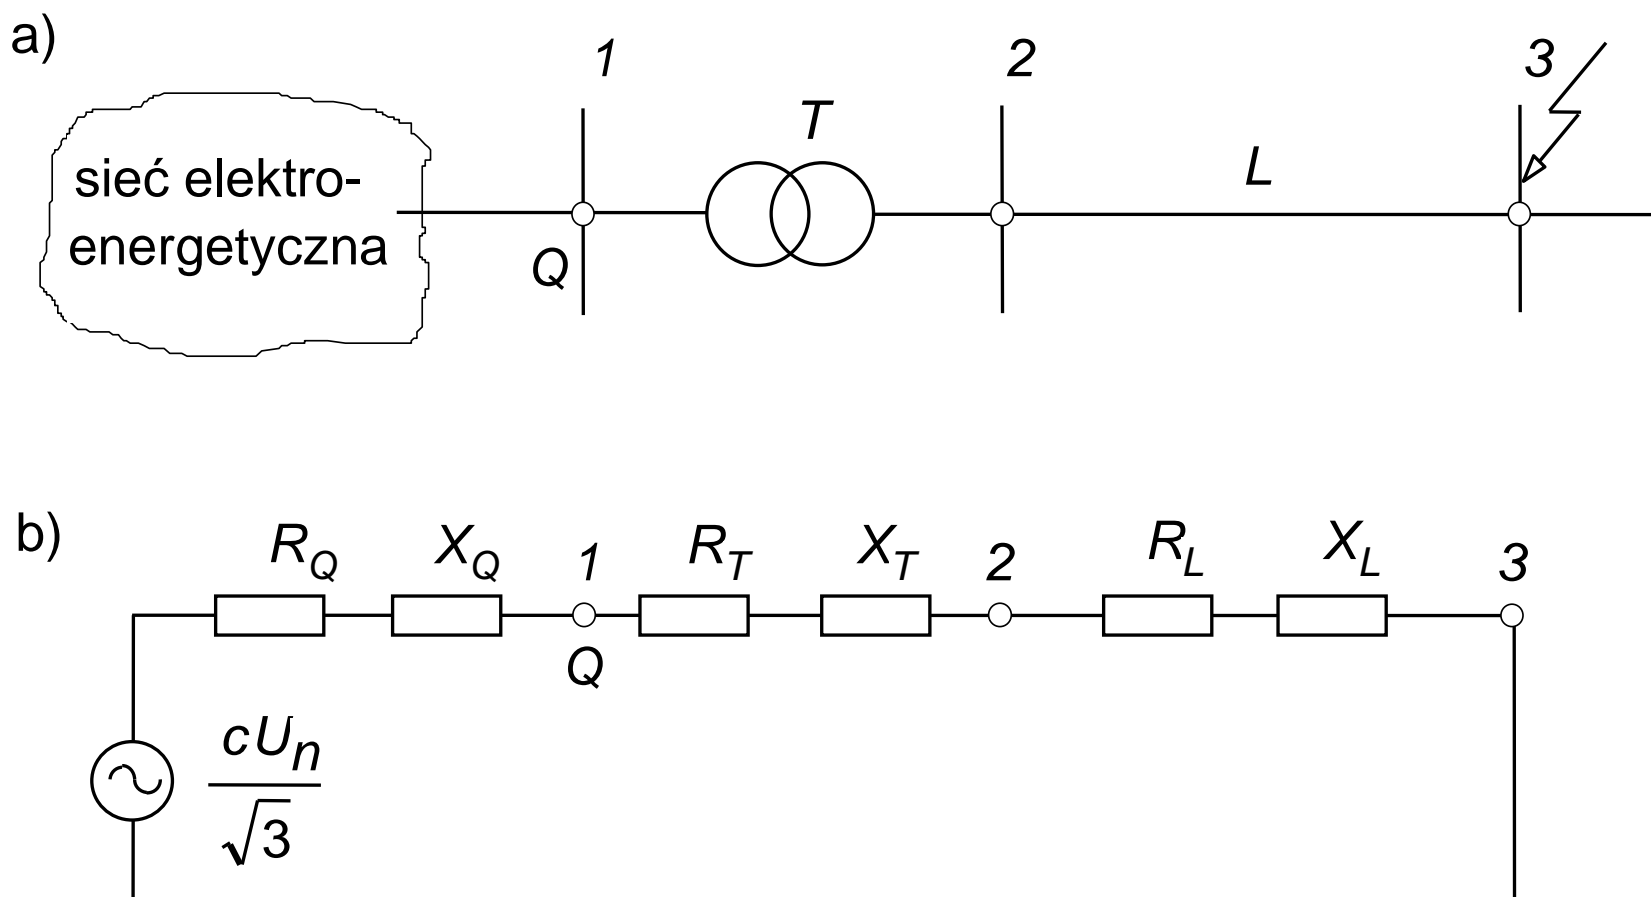 a)
1
2
3
T
L
sieć elektro-
energetyczna
Q
b)
R_Q
X_Q
1
R_T
X_T
2
R_L
X_L
3
Q
cU_n
√3